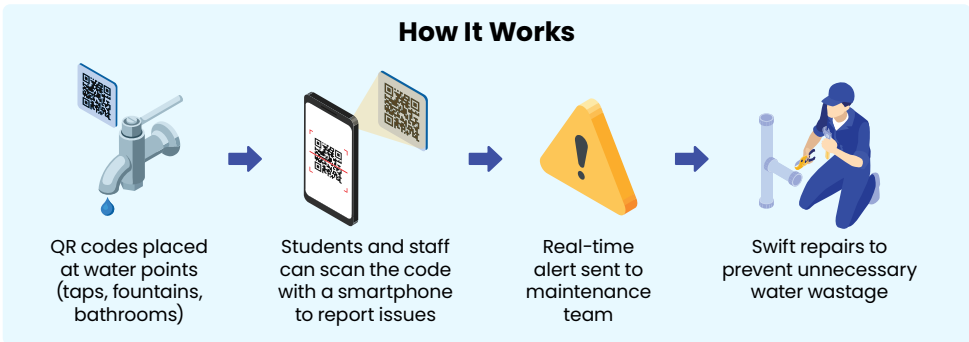 How It Works
QR codes placed
at water points
(taps, fountains,
bathrooms)
Students and staff
can scan the code
with a smartphone
to report issues
Real-time
alert sent to
maintenance
team
Swift repairs to
prevent unnecessary
water wastage